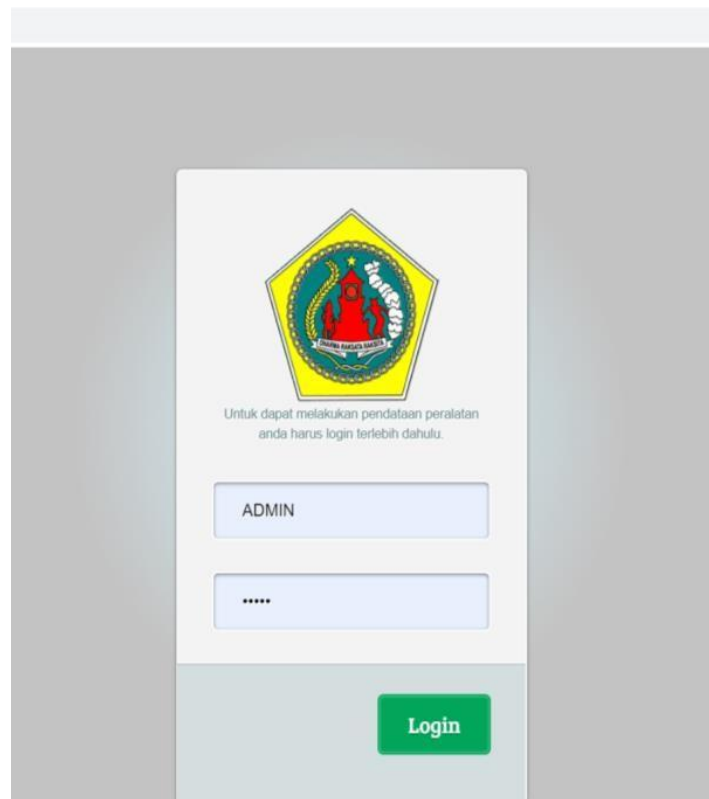 DHARMA RAKSATA RAKSITA
Untuk dapat melakukan pendataan peralatan
anda harus login terlebih dahulu.
ADMIN
•••••
Login